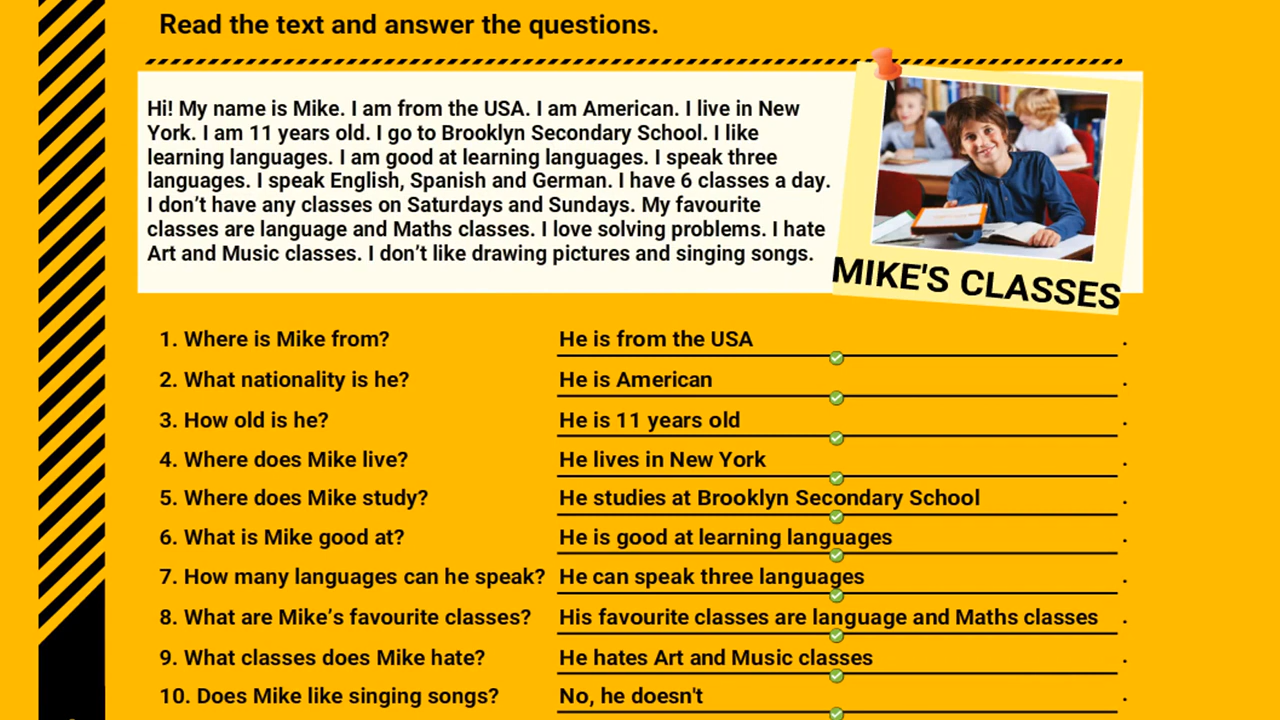 Read the text and answer the questions.
Hi! My name is Mike. I am from the USA. I am American. I live in New
York. I am 11 years old. I go to Brooklyn Secondary School. I like
learning languages. I am good at learning languages. I speak three
languages. I speak English, Spanish and German. I have 6 classes a day.
I don’t have any classes on Saturdays and Sundays. My favourite
classes are language and Maths classes. I love solving problems. I hate
Art and Music classes. I don’t like drawing pictures and singing songs.
MIKE'S CLASSES
1. Where is Mike from? He is from the USA .
2. What nationality is he? He is American .
3. How old is he? He is 11 years old .
4. Where does Mike live? He lives in New York .
5. Where does Mike study? He studies at Brooklyn Secondary School .
6. What is Mike good at? He is good at learning languages .
7. How many languages can he speak? He can speak three languages .
8. What are Mike’s favourite classes? His favourite classes are language and Maths classes .
9. What classes does Mike hate? He hates Art and Music classes .
10. Does Mike like singing songs? No, he doesn't .